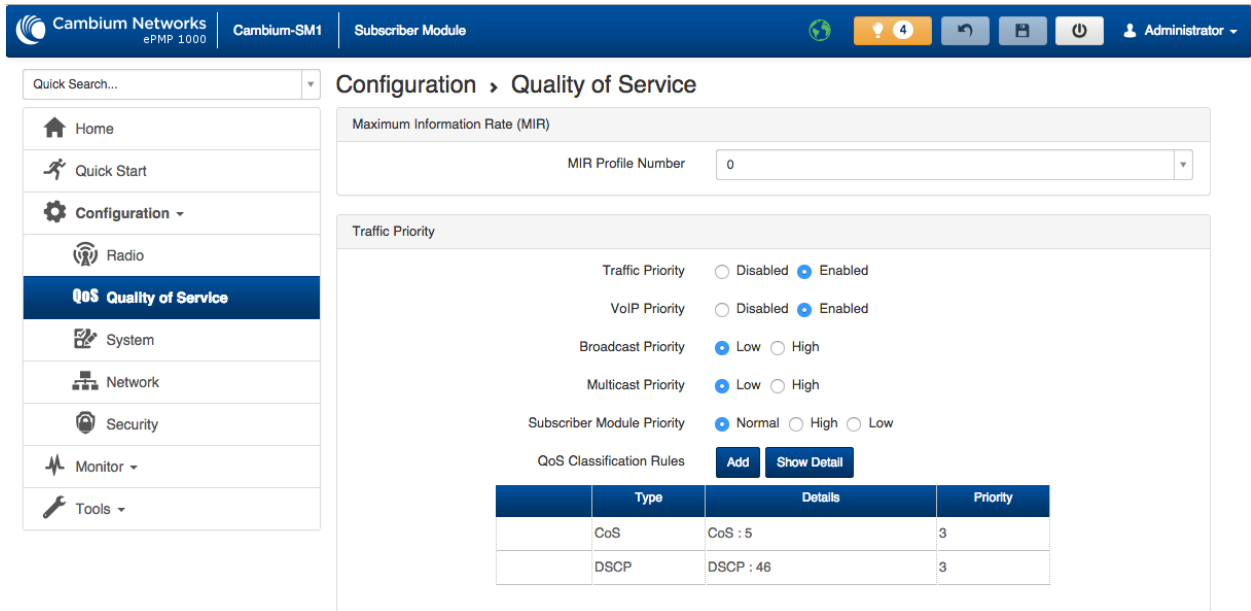 Cambium Networks
ePMP 1000
Cambium-SM1
Subscriber Module
4
Administrator
Quick Search...
Home
Quick Start
Configuration
Radio
QoS Quality of Service
System
Network
Security
Monitor
Tools
Configuration › Quality of Service
Maximum Information Rate (MIR)
MIR Profile Number 0
Traffic Priority
Traffic Priority Disabled Enabled
VoIP Priority Disabled Enabled
Broadcast Priority Low High
Multicast Priority Low High
Subscriber Module Priority Normal High Low
QoS Classification Rules Add Show Detail
Type Details Priority
CoS CoS : 5 3
DSCP DSCP : 46 3